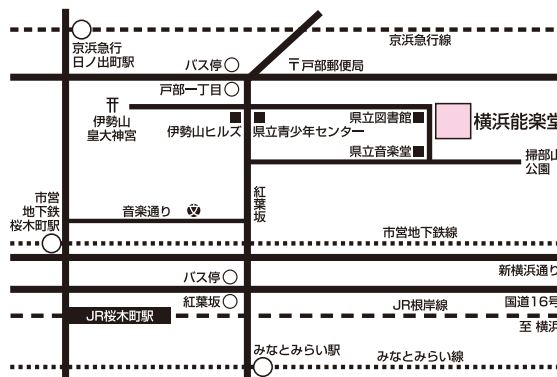 京浜急行線
京浜急行
日ノ出町駅
バス停
〒戸部郵便局
戸部一丁目
伊勢山
皇大神宮
伊勢山ヒルズ
県立青少年センター
県立図書館
横浜能楽堂
県立音楽堂
掃部山
公園
紅葉坂
市営
地下鉄
桜木町駅
音楽通り
市営地下鉄線
新横浜通り
バス停
紅葉坂
JR根岸線
国道16号
JR桜木町駅
至 横浜
みなとみらい駅
みなとみらい線